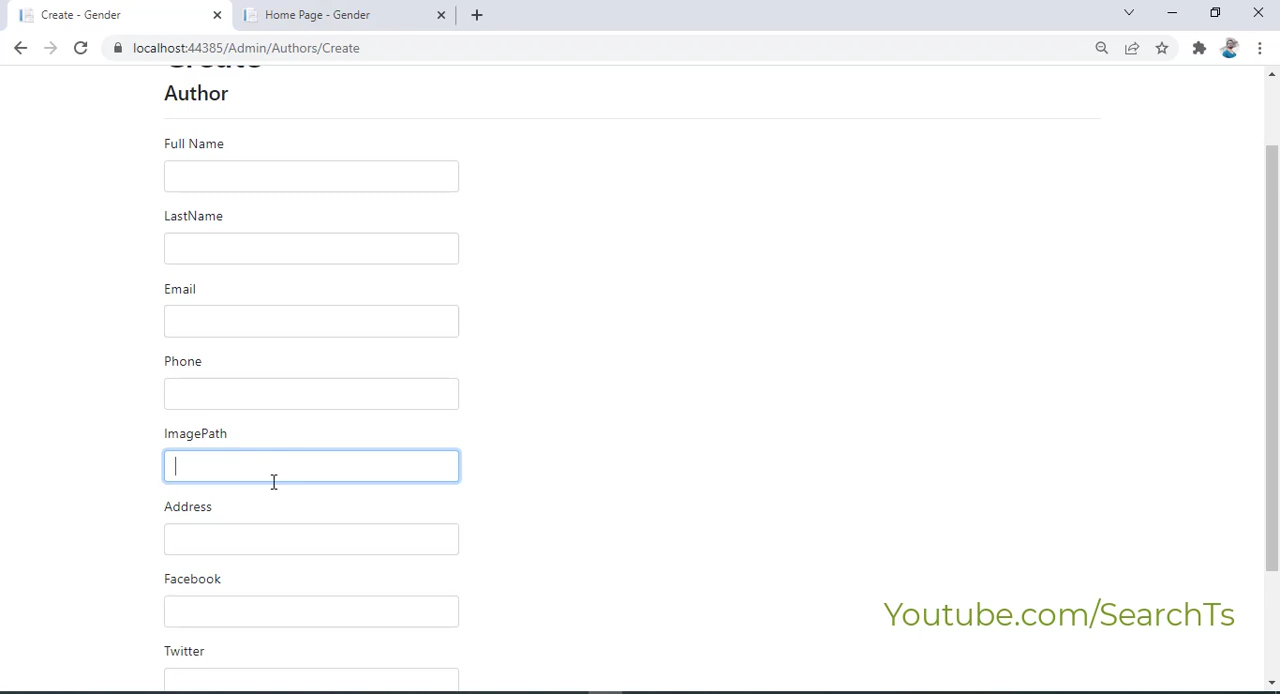 Create - Gender
Home Page - Gender
localhost:44385/Admin/Authors/Create
Create
Author
Full Name
LastName
Email
Phone
ImagePath
Address
Facebook
Youtube.com/SearchTs
Twitter